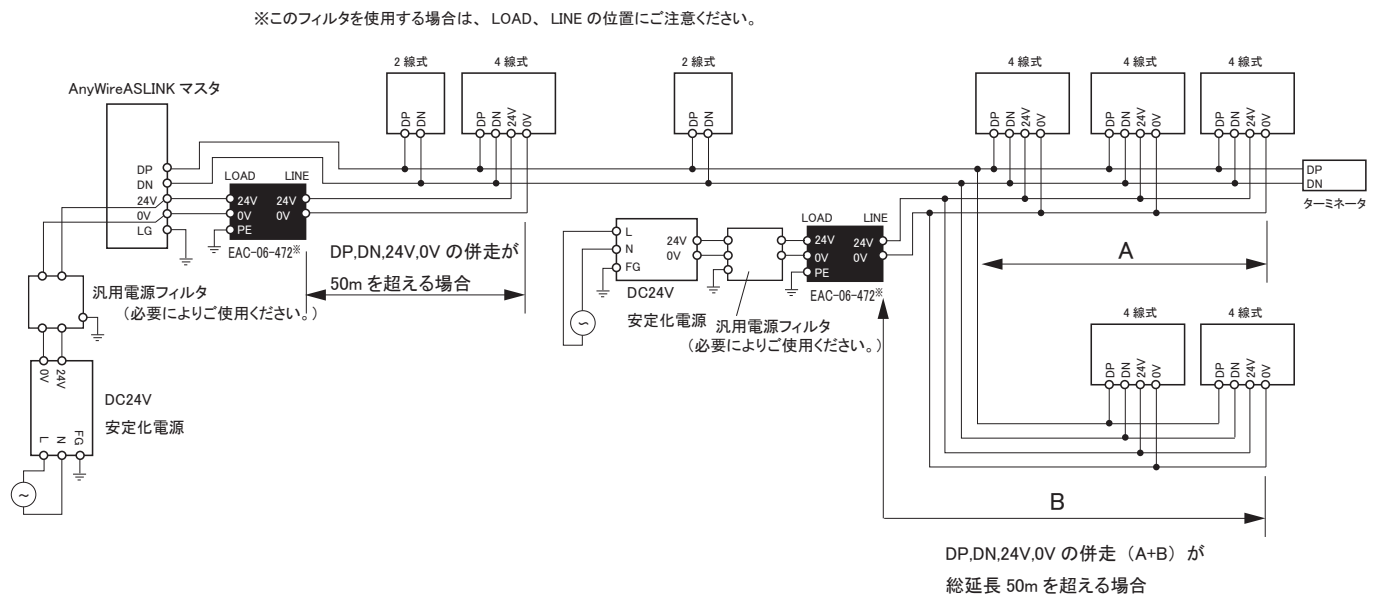 ※このフィルタを使用する場合は、 LOAD、 LINE の位置にご注意ください。
2 線式
4 線式
2 線式
4 線式
4 線式
4 線式
AnyWireASLINK マスタ
DP
DN
DP
DN
24V
0V
DP
DN
DP
DN
24V
0V
DP
DN
24V
0V
DP
DN
24V
0V
DP
DN
24V
0V
LG
LOAD
LINE
24V
0V
PE
24V
0V
EAC-06-472※
DP
DN
ターミネータ
DP,DN,24V,0V の併走が
50m を超える場合
L
N
FG
24V
0V
DC24V
安定化電源
LOAD
LINE
24V
0V
PE
24V
0V
EAC-06-472※
汎用電源フィルタ
（必要によりご使用ください。）
A
汎用電源フィルタ
（必要によりご使用ください。）
4 線式
4 線式
DP
DN
24V
0V
DP
DN
24V
0V
0V
24V
L
N
FG
DC24V
安定化電源
~
~
B
DP,DN,24V,0V の併走（A+B）が
総延長 50m を超える場合